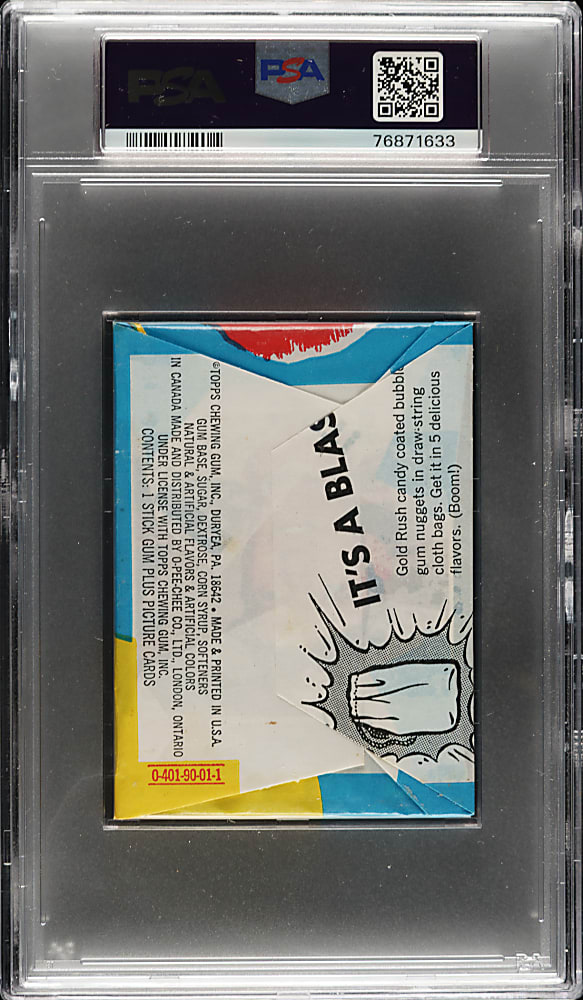 PSA
PSA
76871633
©TOPPS CHEWING GUM, INC. DURYEA, PA. 18642 • MADE & PRINTED IN U.S.A.
GUM BASE, SUGAR, DEXTROSE, CORN SYRUP, SOFTENERS
NATURAL & ARTIFICIAL FLAVORS & ARTIFICIAL COLORS
IN CANADA MADE AND DISTRIBUTED BY O-PEE-CHEE CO., LTD., LONDON, ONTARIO
UNDER LICENSE WITH TOPPS CHEWING GUM, INC.
CONTENTS: 1 STICK GUM PLUS PICTURE CARDS
0-401-90-01-1
IT'S A BLAS
Gold Rush candy coated bubble
gum nuggets in draw-string
cloth bags. Get it in 5 delicious
flavors. (Boom!)